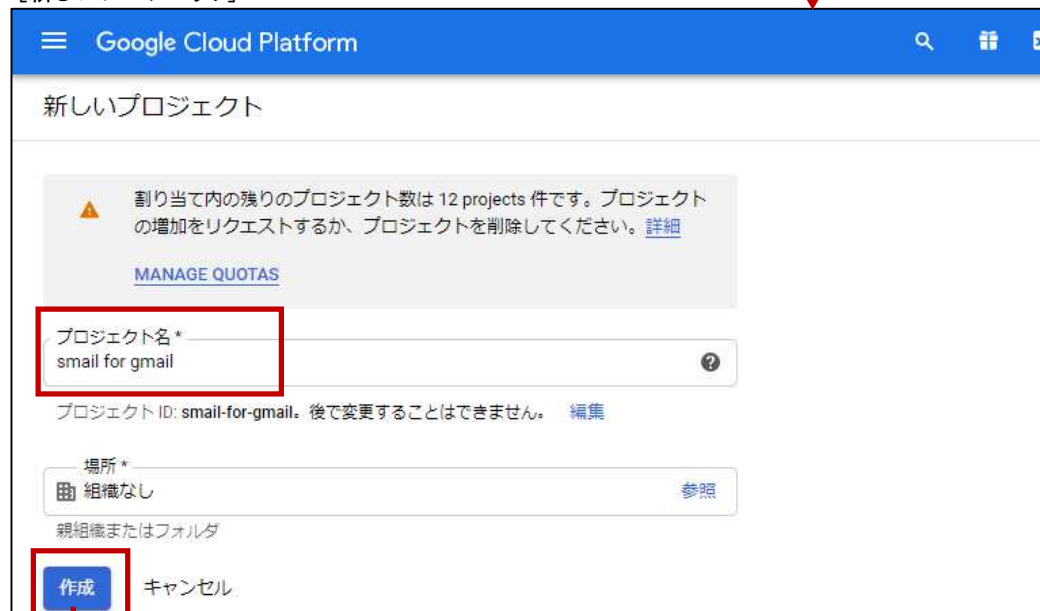 Google Cloud Platform
新しいプロジェクト
割り当て内の残りのプロジェクト数は 12 projects 件です。プロジェクト
の増加をリクエストするか、プロジェクトを削除してください。詳細
MANAGE QUOTAS
プロジェクト名 *
smail for gmail
プロジェクト ID: smail-for-gmail。後で変更することはできません。 編集
場所 *
組織なし 参照
親組織またはフォルダ
作成 キャンセル